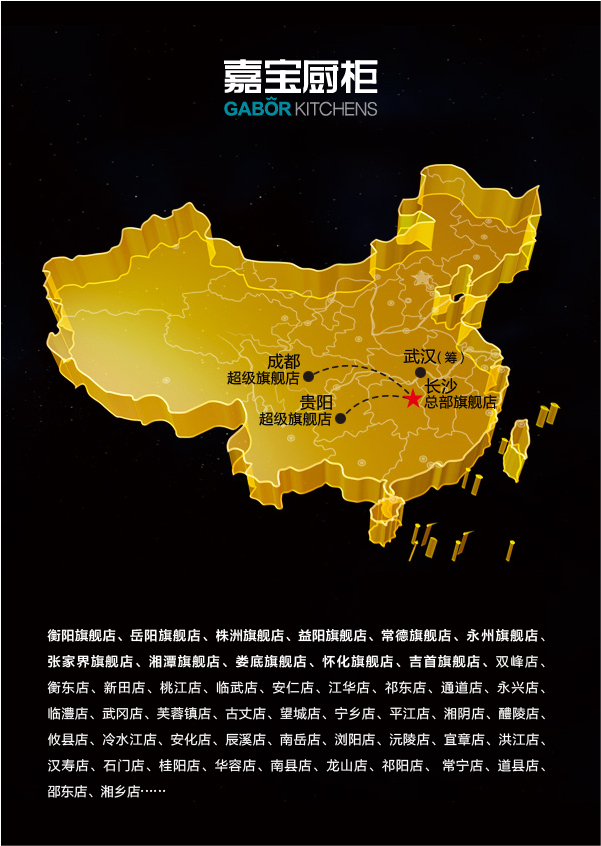 嘉宝厨柜
GABOR KITCHENS
成都
超级旗舰店
武汉(筹)
长沙
总部旗舰店
贵阳
超级旗舰店
衡阳旗舰店、岳阳旗舰店、株洲旗舰店、益阳旗舰店、常德旗舰店、永州旗舰店、
张家界旗舰店、湘潭旗舰店、娄底旗舰店、怀化旗舰店、吉首旗舰店、双峰店、
衡东店、新田店、桃江店、临武店、安仁店、江华店、祁东店、通道店、永兴店、
临澧店、武冈店、芙蓉镇店、古丈店、望城店、宁乡店、平江店、湘阴店、醴陵店、
攸县店、冷水江店、安化店、辰溪店、南岳店、浏阳店、沅陵店、宜章店、洪江店、
汉寿店、石门店、桂阳店、华容店、南县店、龙山店、祁阳店、 常宁店、道县店、
邵东店、湘乡店……